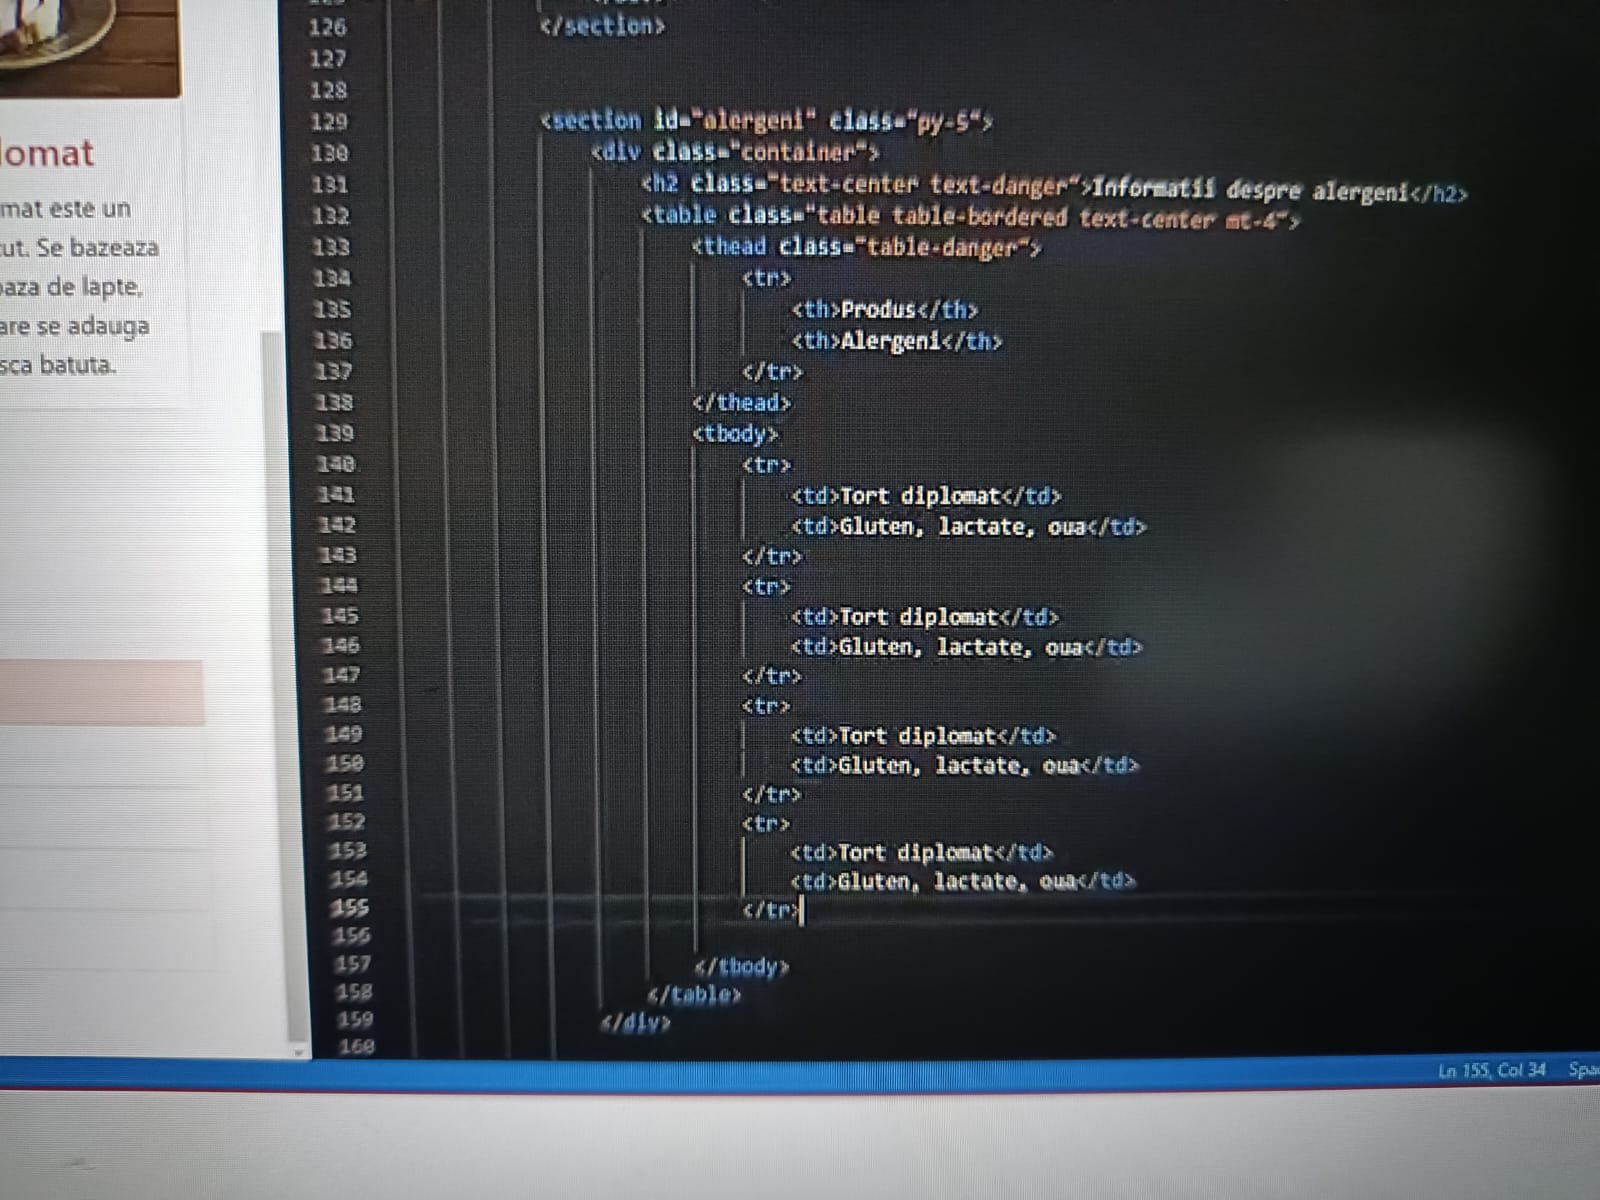 lomat
mat este un
ut. Se bazeaza
baza de lapte,
are se adauga
sca batuta.
126 </section>
127
128
129 <section id="alergeni" class="py-5">
130 <div class="container">
131 <h2 class="text-center text-danger">Informatii despre alergeni</h2>
132 <table class="table table-bordered text-center mt-4">
133 <thead class="table-danger">
134 <tr>
135 <th>Produs</th>
136 <th>Alergeni</th>
137 </tr>
138 </thead>
139 <tbody>
140 <tr>
141 <td>Tort diplomat</td>
142 <td>Gluten, lactate, oua</td>
143 </tr>
144 <tr>
145 <td>Tort diplomat</td>
146 <td>Gluten, lactate, oua</td>
147 </tr>
148 <tr>
149 <td>Tort diplomat</td>
150 <td>Gluten, lactate, oua</td>
151 </tr>
152 <tr>
153 <td>Tort diplomat</td>
154 <td>Gluten, lactate, oua</td>
155 </tr>
156
157 </tbody>
158 </table>
159 </div>
160
Ln 155, Col 34 Spa